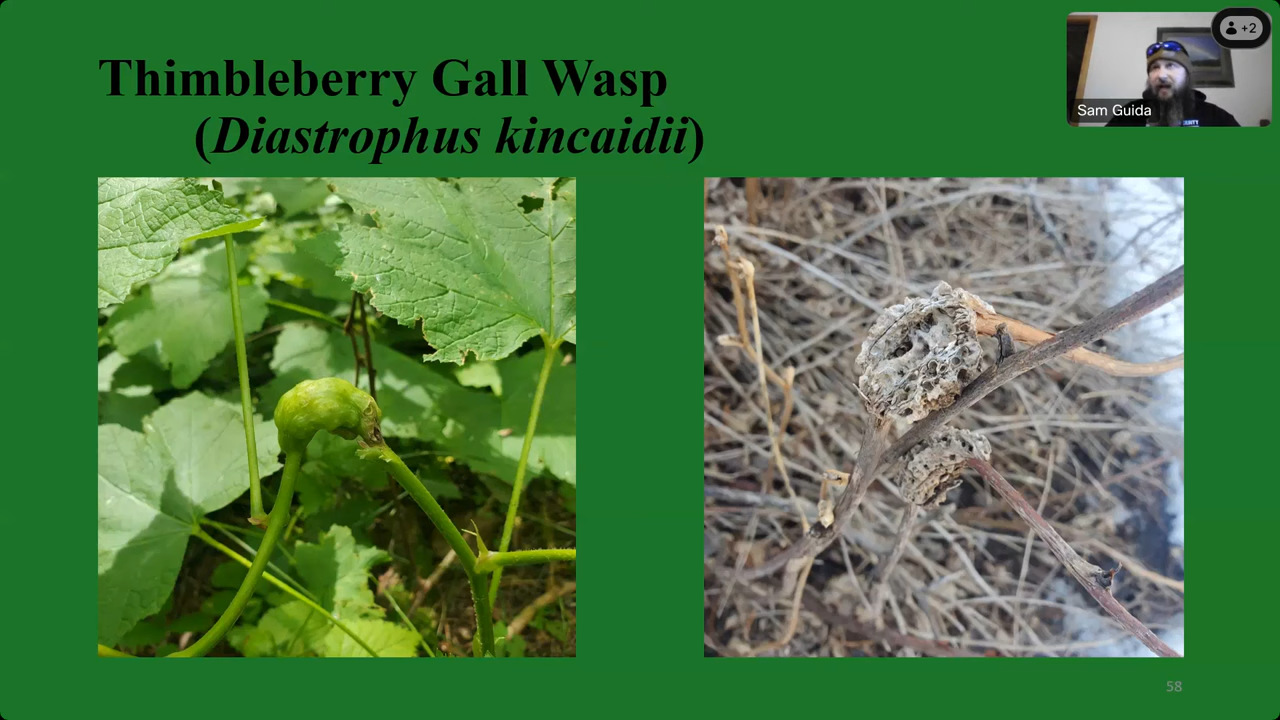 Thimbleberry Gall Wasp
(Diastrophus kincaidii)
+2
Sam Guida
58